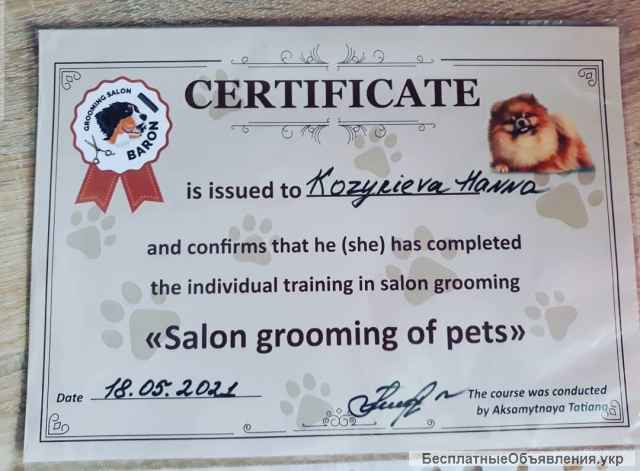 GROOMING SALON
BARON
CERTIFICATE
is issued to Kozyrieva Hanna
and confirms that he (she) has completed
the individual training in salon grooming
«Salon grooming of pets»
Date 18.05.2021
The course was conducted
by Aksamytnaya Tatiana
БесплатныеОбъявления.укр